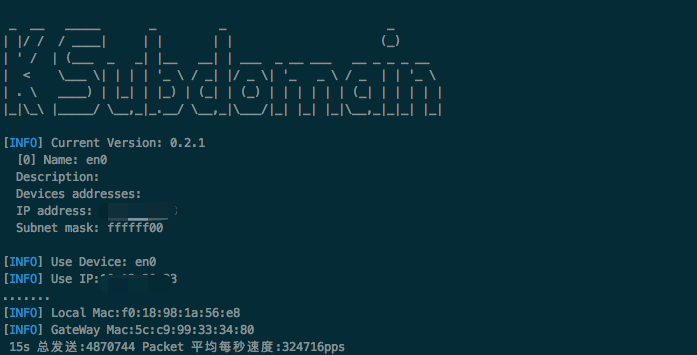 KSubdomain
[INFO] Current Version: 0.2.1
[0] Name: en0
Description:
Devices addresses:
IP address:
Subnet mask: ffffff00
[INFO] Use Device: en0
[INFO] Use IP:
.......
[INFO] Local Mac:f0:18:98:1a:56:e8
[INFO] GateWay Mac:5c:c9:99:33:34:80
15s 总发送:4870744 Packet 平均每秒速度:324716pps